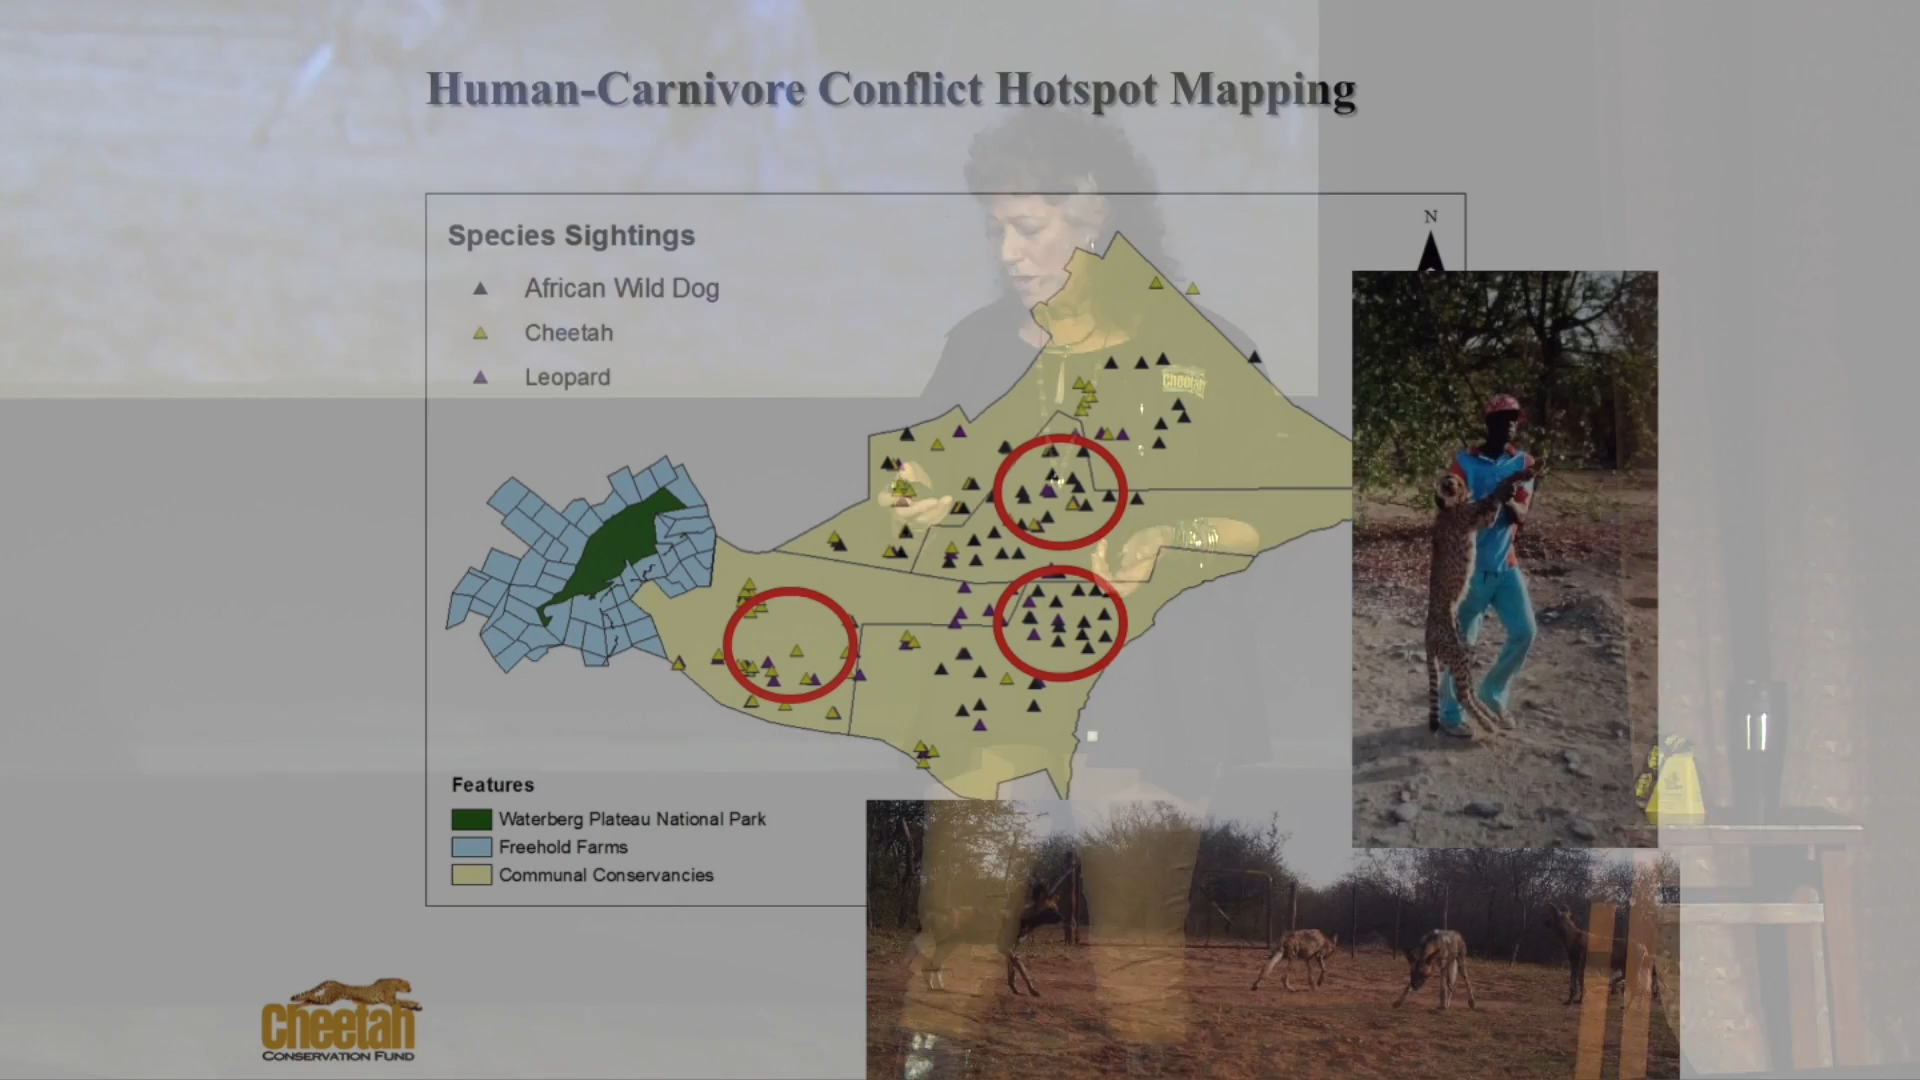 Human-Carnivore Conflict Hotspot Mapping
N
Species Sightings
African Wild Dog
Cheetah
Leopard
cheetah
Features
Waterberg Plateau National Park
Freehold Farms
Communal Conservancies
Cheetah
CONSERVATION FUND